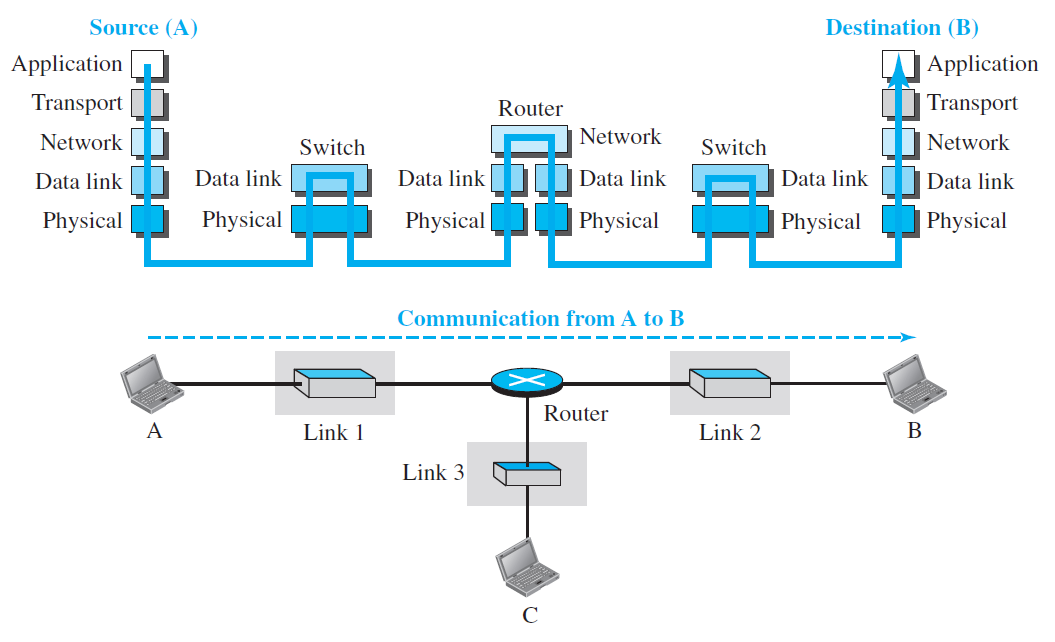 Source (A)
Destination (B)
Application
Application
Transport
Router
Transport
Network
Switch
Network
Switch
Network
Data link
Data link
Data link
Data link
Data link
Data link
Physical
Physical
Physical
Physical
Physical
Physical
Communication from A to B
A
Link 1
Router
Link 2
B
Link 3
C